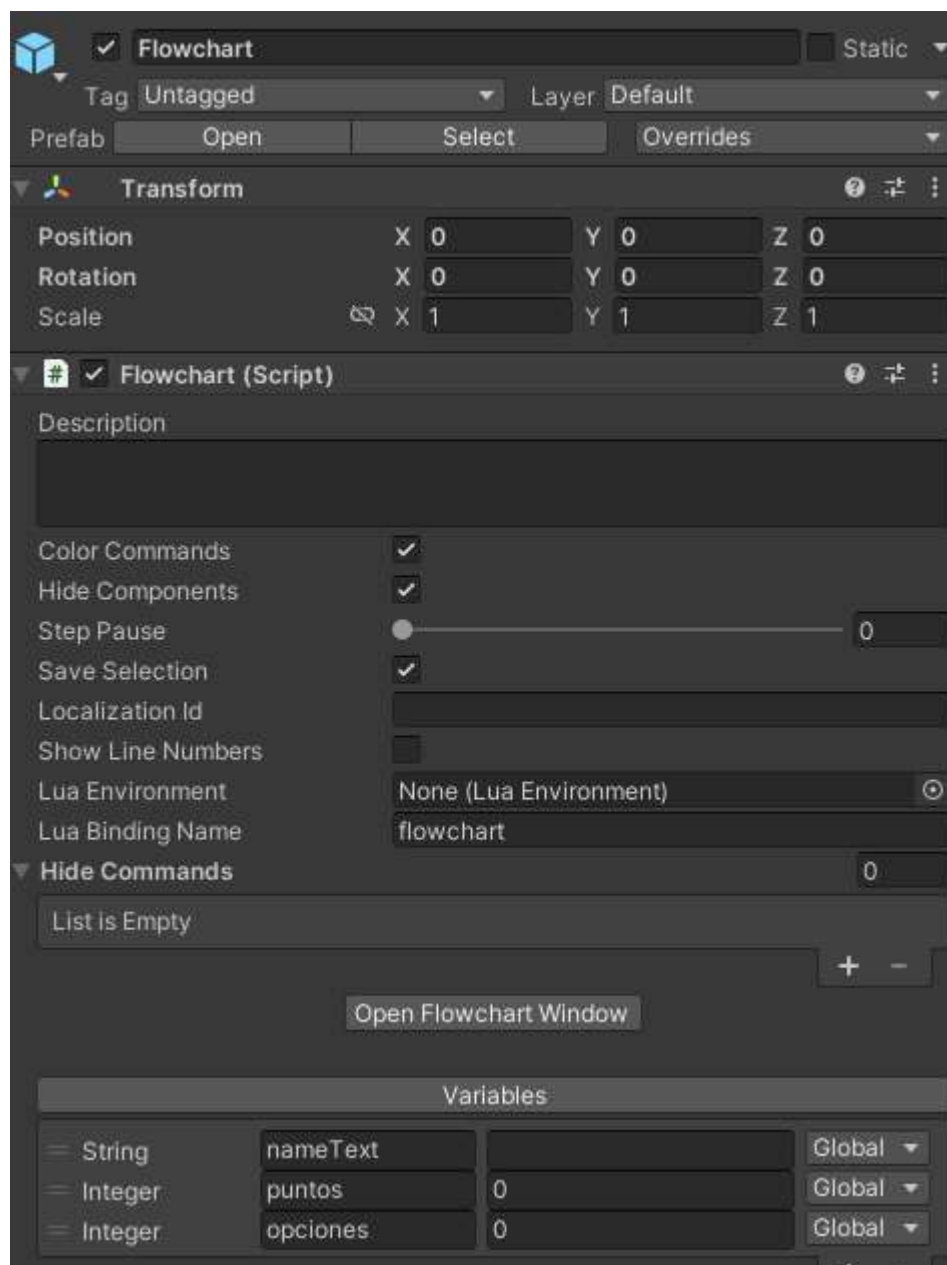 Flowchart Static
Tag Untagged Layer Default
Prefab Open Select Overrides
Transform
Position X 0 Y 0 Z 0
Rotation X 0 Y 0 Z 0
Scale X 1 Y 1 Z 1
# Flowchart (Script)
Description
Color Commands
Hide Components
Step Pause 0
Save Selection
Localization Id
Show Line Numbers
Lua Environment None (Lua Environment)
Lua Binding Name flowchart
Hide Commands 0
List is Empty
+ −
Open Flowchart Window
Variables
String nameText Global
Integer puntos 0 Global
Integer opciones 0 Global